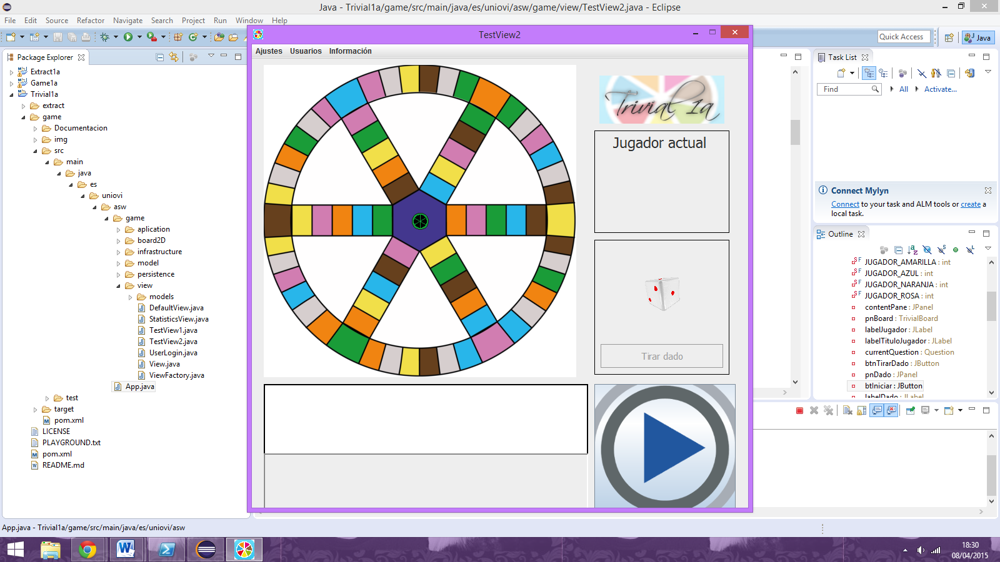 Java - Trivial1a/game/src/main/java/es/uniovi/asw/game/view/TestView2.java - Eclipse
File Edit Source Refactor Navigate Search Project Run Window Help
Quick Access
Java
Package Explorer
Extract1a
Game1a
Trivial1a
extract
game
Documentacion
img
src
main
java
es
uniovi
asw
game
aplication
board2D
infrastructure
model
persistence
view
models
DefaultView.java
StatisticsView.java
TestView1.java
TestView2.java
UserLogin.java
View.java
ViewFactory.java
App.java
test
target
pom.xml
LICENSE
PLAYGROUND.txt
pom.xml
README.md
TestView2
Ajustes Usuarios Información
Trivial 1a
Jugador actual
Tirar dado
Task List
Find
All
Activate...
Connect Mylyn
Connect to your task and ALM tools or create a
local task.
Outline
JUGADOR_AMARILLA : int
JUGADOR_AZUL : int
JUGADOR_NARANJA : int
JUGADOR_ROSA : int
contentPane : JPanel
pnBoard : TrivialBoard
labelJugador : JLabel
labelTituloJugador : JLabel
currentQuestion : Question
btnTirarDado : JButton
pnDado : JPanel
btIniciar : JButton
labelDado : JLabel
App.java - Trivial1a/game/src/main/java/es/uniovi/asw
18:30
08/04/2015